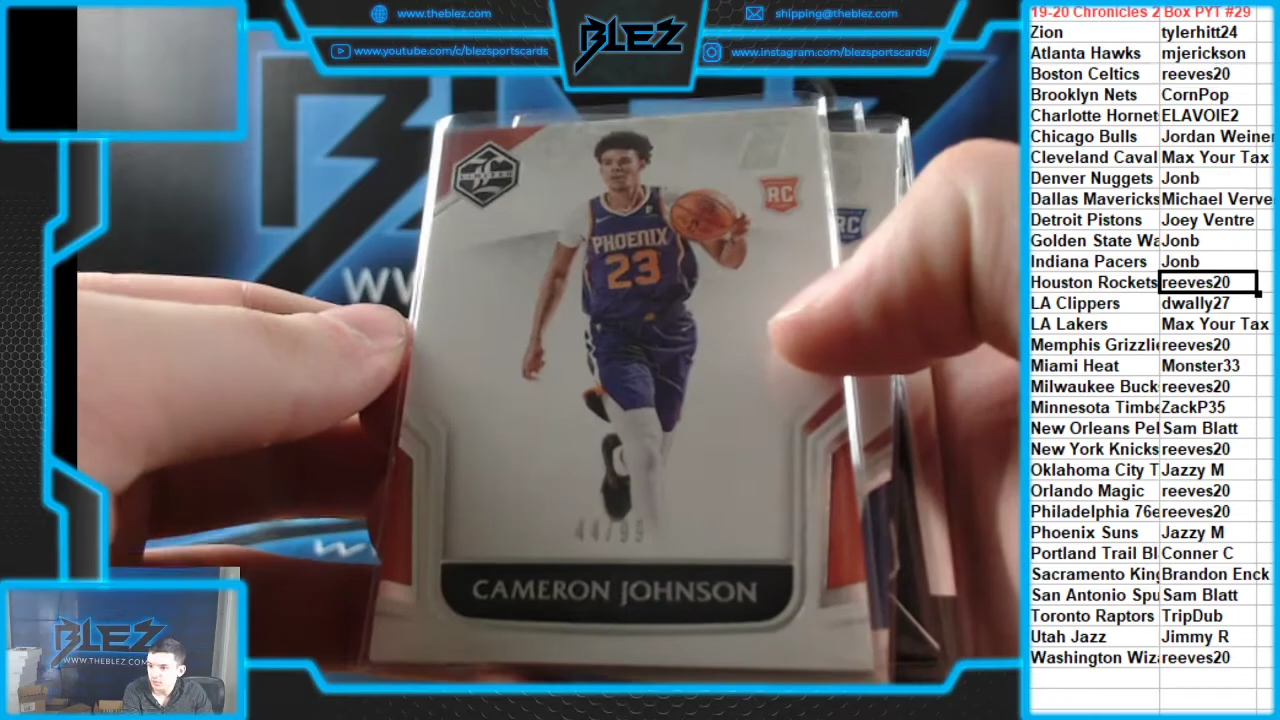 www.theblez.com
www.youtube.com/c/blezsportscards
BLEZ
shipping@theblez.com
www.instagram.com/blezsportscards/
LIMITED
RC
RC
PHOENIX
23
44/99
CAMERON JOHNSON
BLEZ
WWW.THEBLEZ.COM
19-20 Chronicles 2 Box PYT #29
Zion tylerhitt24
Atlanta Hawks mjerickson
Boston Celtics reeves20
Brooklyn Nets CornPop
Charlotte Hornet ELAVOIE2
Chicago Bulls Jordan Weiner
Cleveland Caval Max Your Tax
Denver Nuggets Jonb
Dallas Mavericks Michael Verve
Detroit Pistons Joey Ventre
Golden State Wa Jonb
Indiana Pacers Jonb
Houston Rockets reeves20
LA Clippers dwally27
LA Lakers Max Your Tax
Memphis Grizzlie reeves20
Miami Heat Monster33
Milwaukee Buck reeves20
Minnesota Timbe ZackP35
New Orleans Pel Sam Blatt
New York Knicks reeves20
Oklahoma City T Jazzy M
Orlando Magic reeves20
Philadelphia 76e reeves20
Phoenix Suns Jazzy M
Portland Trail Bl Conner C
Sacramento King Brandon Enck
San Antonio Spu Sam Blatt
Toronto Raptors TripDub
Utah Jazz Jimmy R
Washington Wiza reeves20